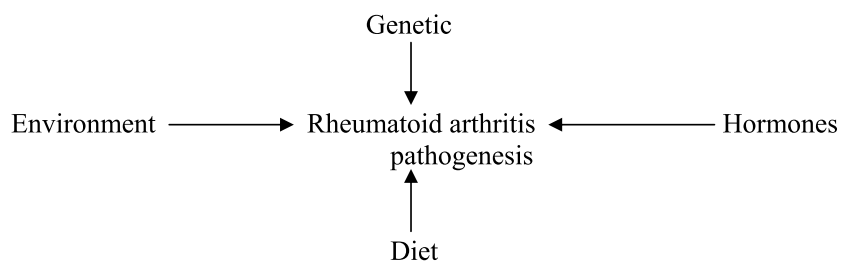 Genetic
Environment
Rheumatoid arthritis
pathogenesis
Hormones
Diet